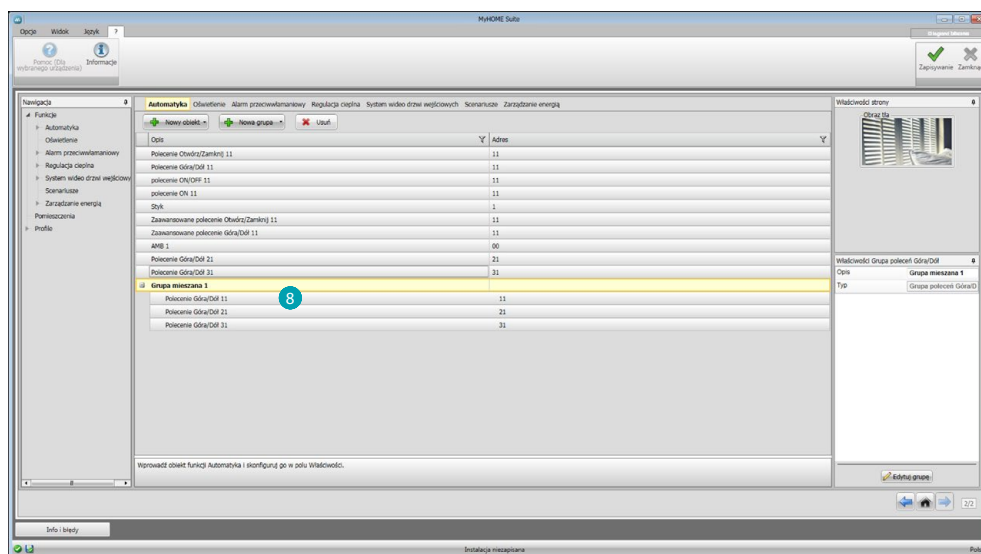 MyHOME Suite
Opcje Widok Język ?
Pomoc (Dla wybranego urządzenia)
Informacje
Zapisywanie
Nawigacja
Funkcje
Automatyka
Oświetlenie
Alarm przeciwwłamaniowy
Regulacja cieplna
System wideo drzwi wejściowy
Scenariusze
Zarządzanie energią
Pomieszczenia
Profile
Automatyka Oświetlenie Alarm przeciwwłamaniowy Regulacja cieplna System wideo drzwi wejściowych Scenariusze Zarządzanie energią
Nowy obiekt Nowa grupa Usuń
Opis Adres
Polecenie Otwórz/Zamknij 11 11
Polecenie Góra/Dół 11 11
polecenie ON/OFF 11 11
polecenie ON 11 11
Styk 1
Zaawansowane polecenie Otwórz/Zamknij 11 11
Zaawansowane polecenie Góra/Dół 11 11
AMB 1 00
Polecenie Góra/Dół 21 21
Polecenie Góra/Dół 31 31
Grupa mieszana 1
Polecenie Góra/Dół 11 11
8
Polecenie Góra/Dół 21 21
Polecenie Góra/Dół 31 31
Wprowadź obiekt funkcji Automatyka i skonfiguruj go w polu Właściwości.
Właściwości strony
Obraz tła
Właściwości Grupa poleceń Góra/Dół
Opis Grupa mieszana 1
Typ Grupa poleceń Góra/D
Edytuj grupę
2/2
Info i błędy
Instalacja niezapisana